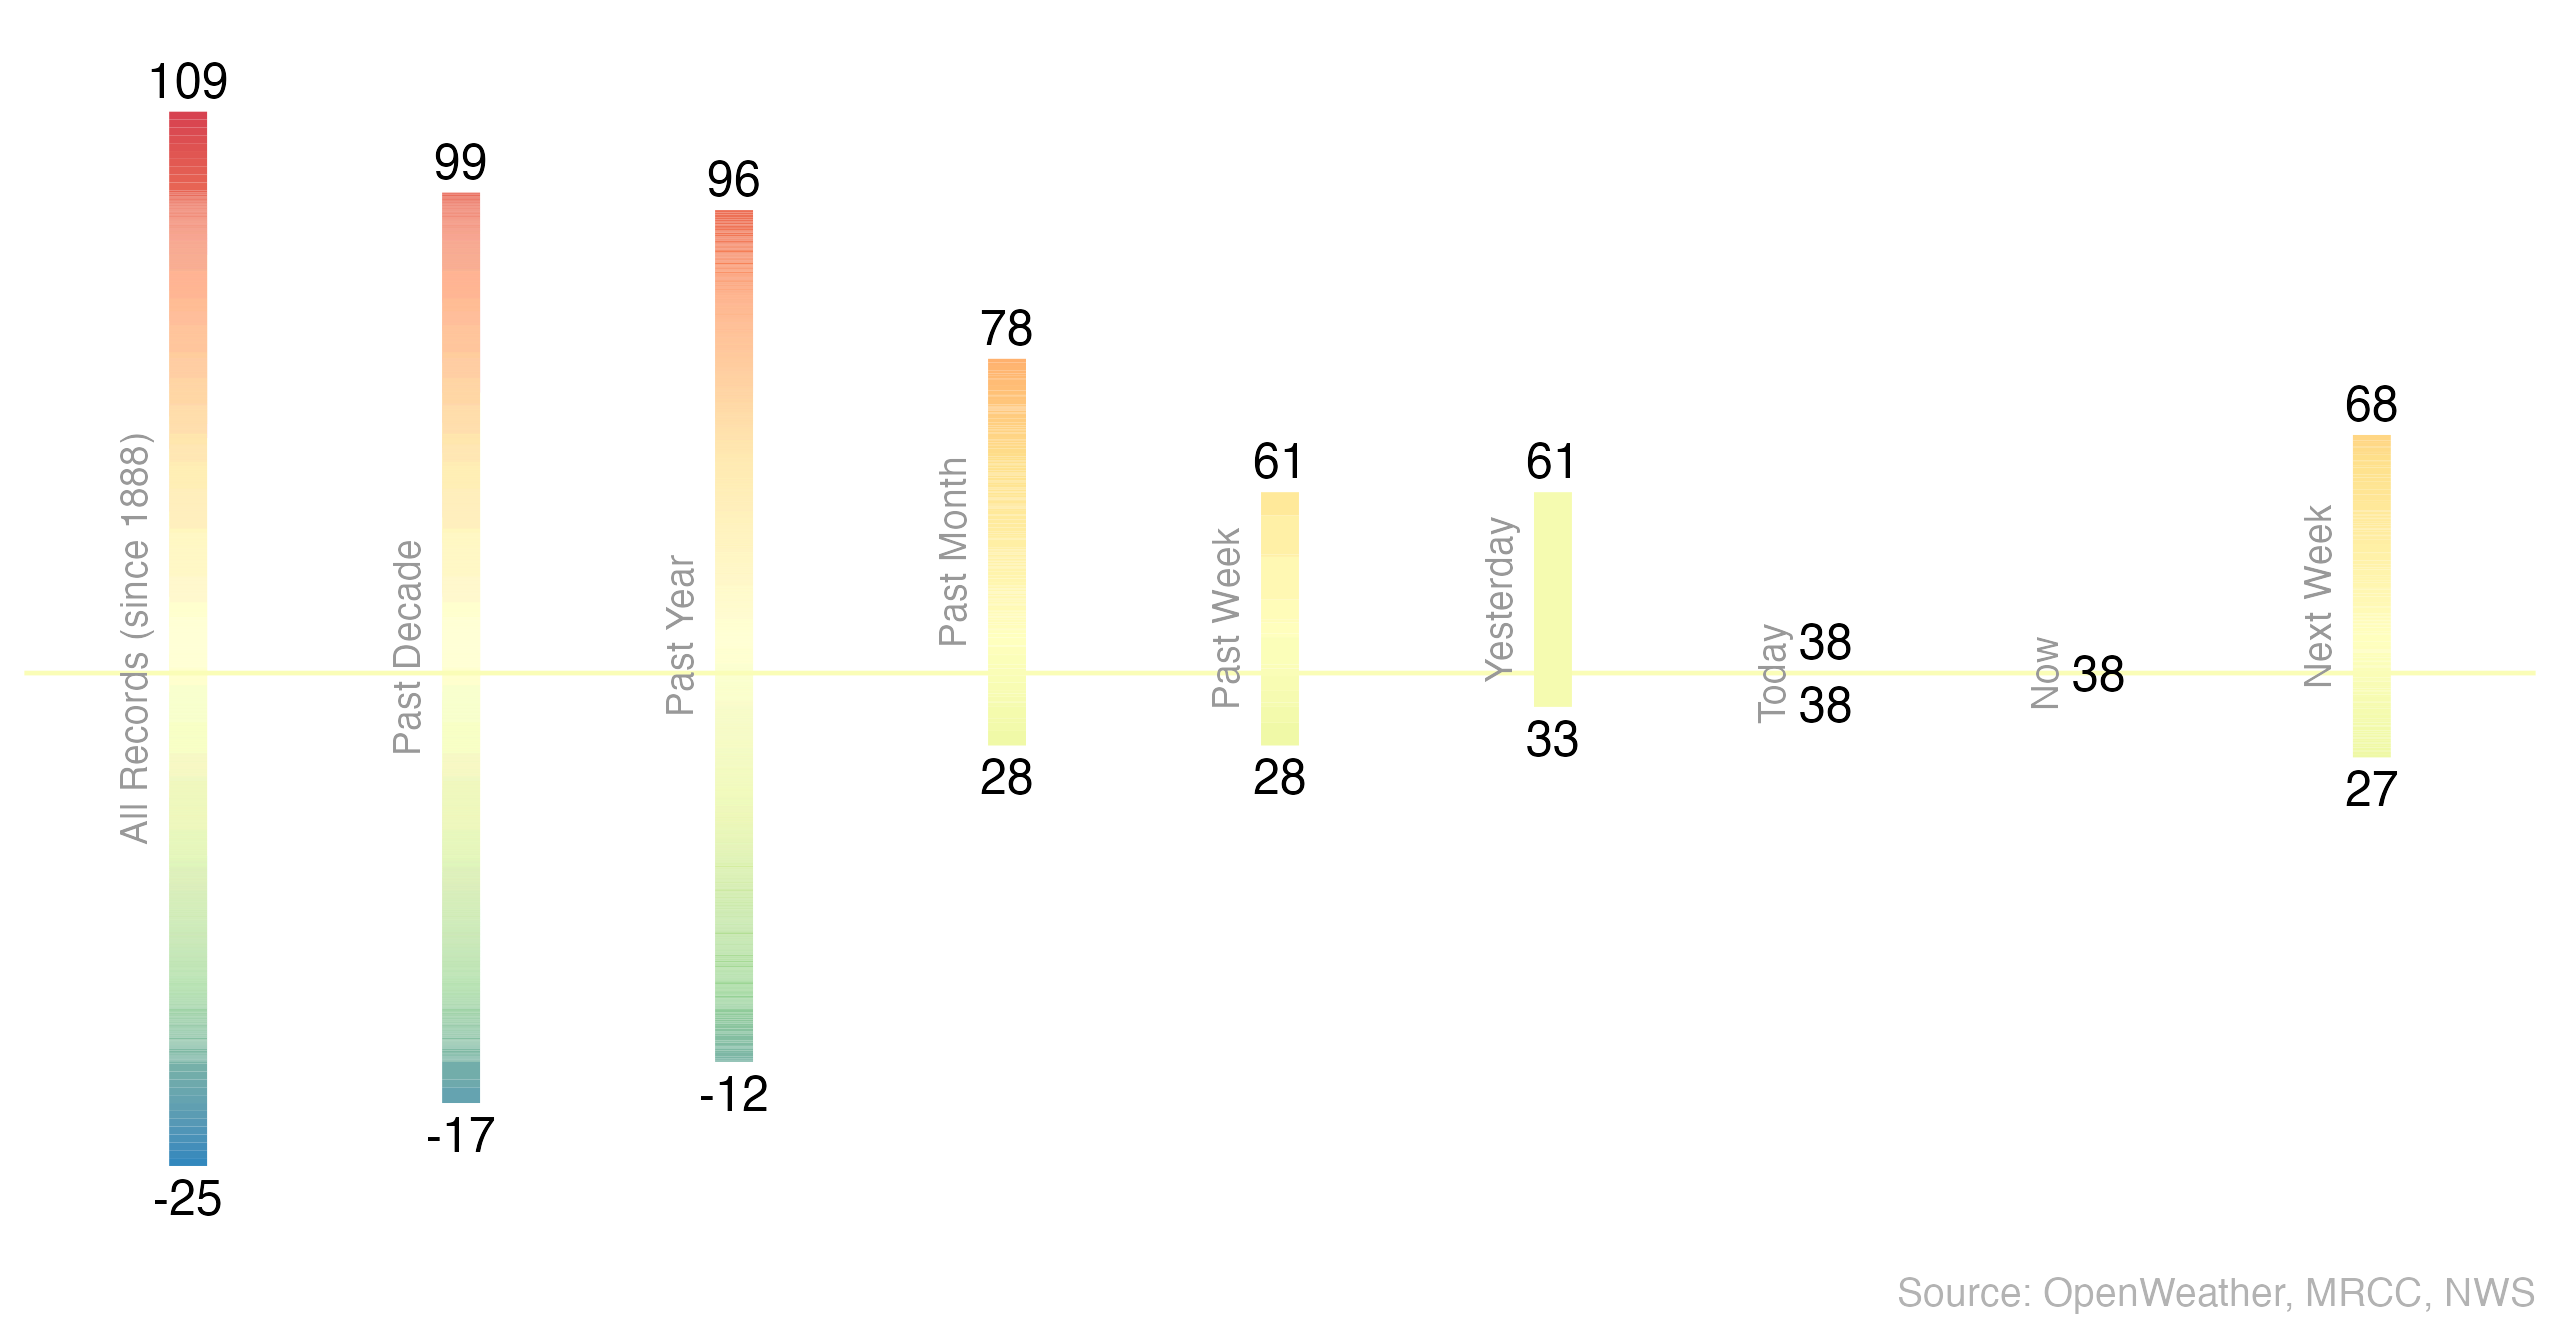 109
All Records (since 1888)
-25
99
Past Decade
-17
96
Past Year
-12
78
Past Month
28
61
Past Week
28
61
Yesterday
33
38
Today
38
Now
38
68
Next Week
27
Source: OpenWeather, MRCC, NWS